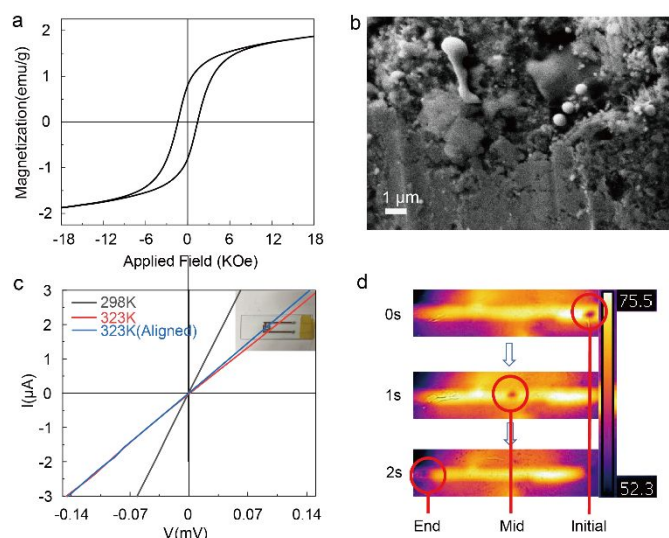 a
Magnetization(emu/g)
2
1
0
-1
-2
-18 -12 -6 0 6 12 18
Applied Field (KOe)
b
1 μm
c
298K
323K
323K(Aligned)
I(μA)
3
2
1
0
-1
-2
-3
-0.14 -0.07 0 0.07 0.14
V(mV)
d
75.5
0s
1s
2s
52.3
End Mid Initial